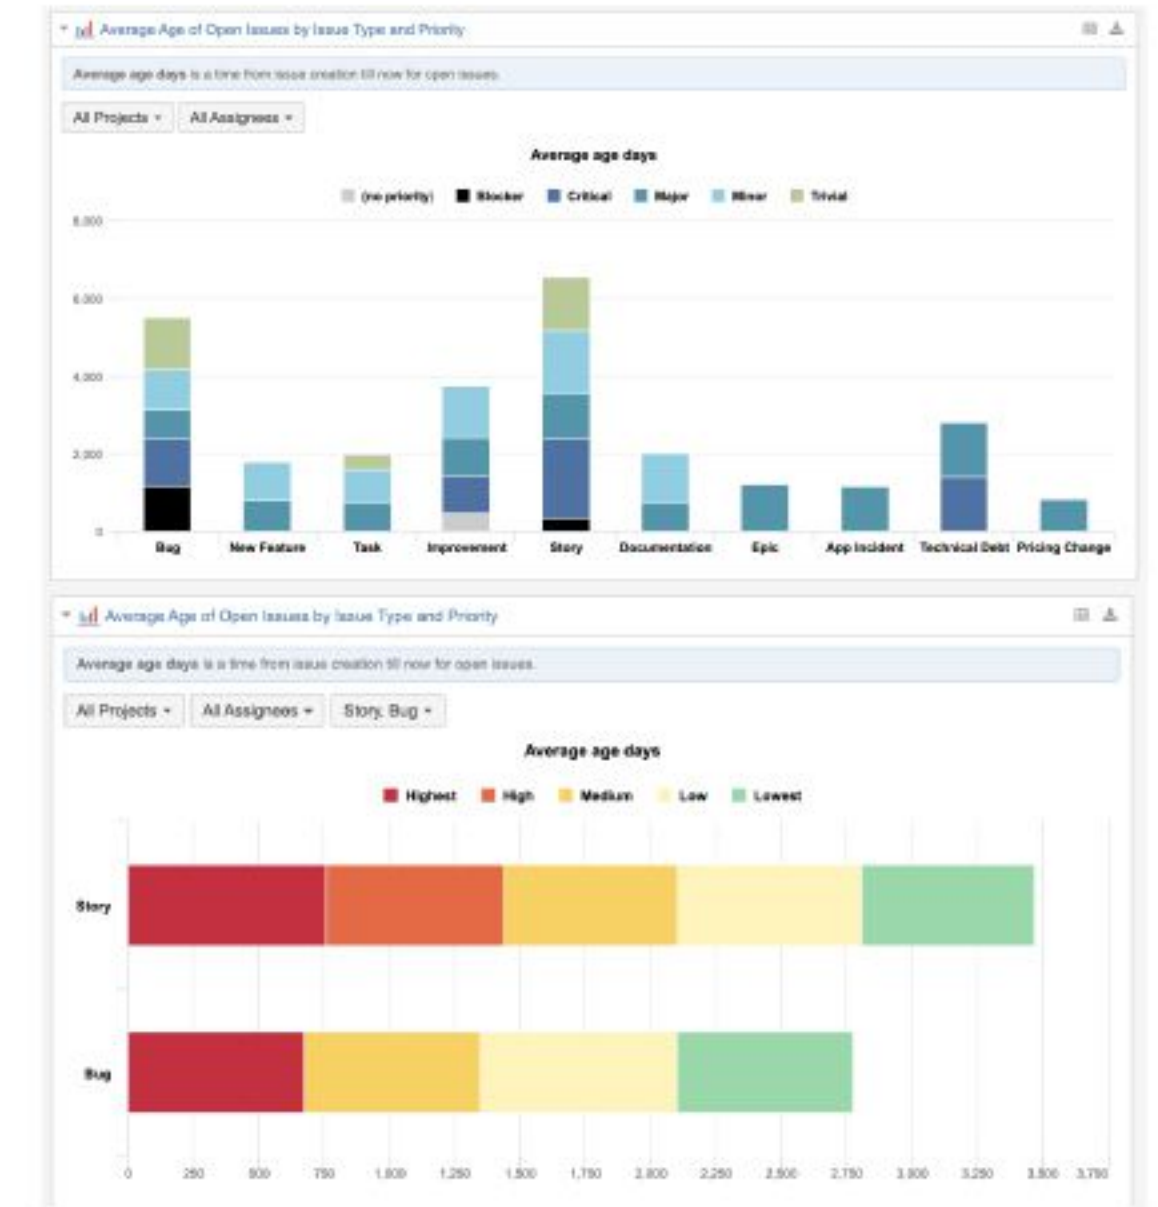 Average Age of Open Issues by Issue Type and Priority
Average age days is a time from issue creation till now for open issues.
All Projects All Assignees
Average age days
(no priority) Blocker Critical Major Minor Trivial
8,000
6,000
4,000
2,000
0
Bug New Feature Task Improvement Story Documentation Epic App Incident Technical Debt Pricing Change
Average Age of Open Issues by Issue Type and Priority
Average age days is a time from issue creation till now for open issues.
All Projects All Assignees Story, Bug
Average age days
Highest High Medium Low Lowest
Story
Bug
0 250 500 750 1,000 1,250 1,500 1,750 2,000 2,250 2,500 2,750 3,000 3,250 3,500 3,750